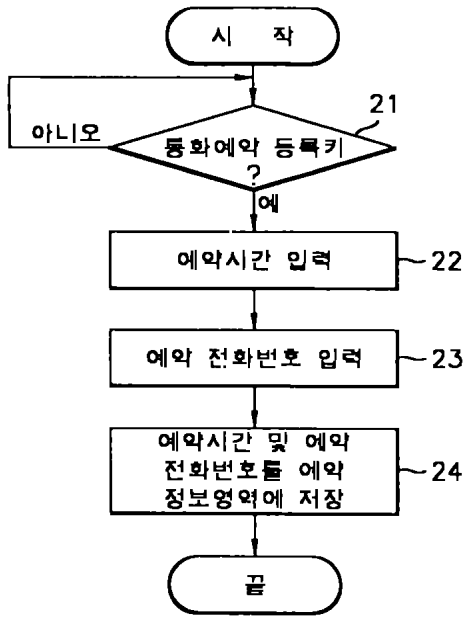 시 작
21
아니오
통화예약 등록키
?
예
예약시간 입력
22
예약 전화번호 입력
23
예약시간 및 예약
전화번호를 예약
정보영역에 저장
24
끝